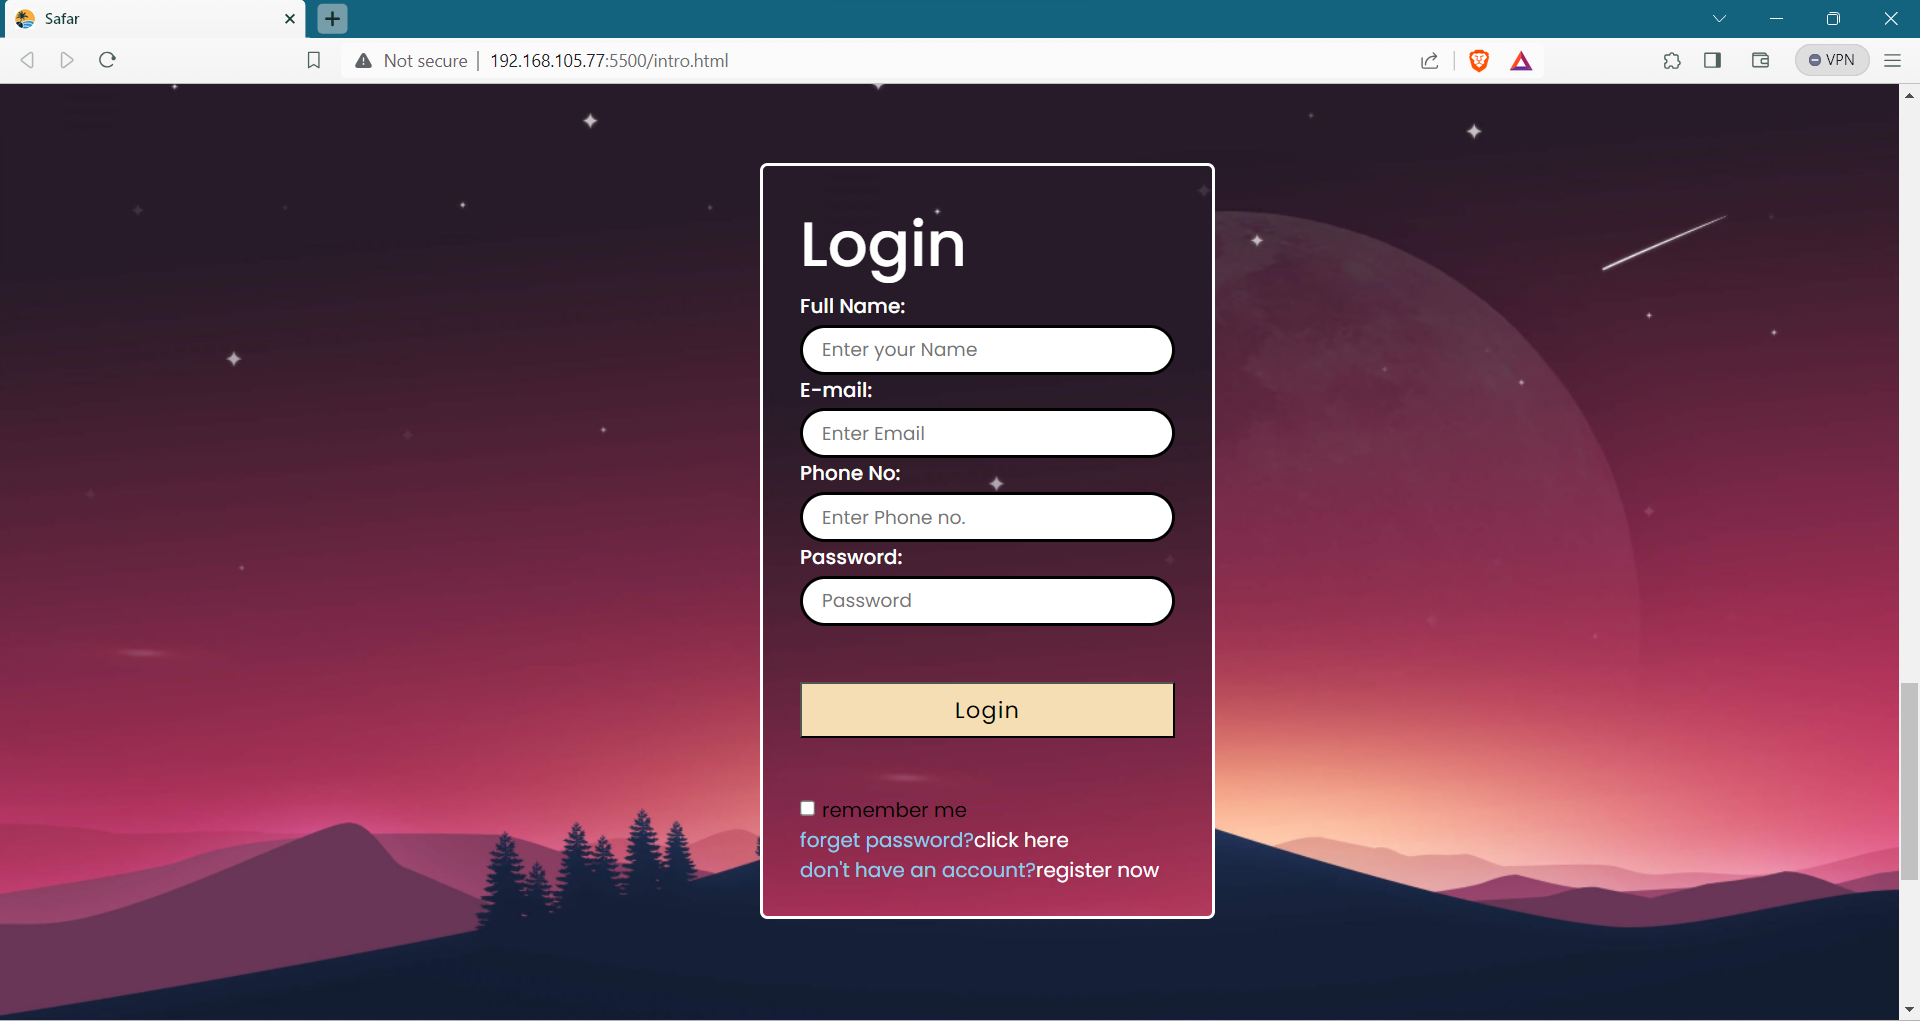 Safar
Not secure | 192.168.105.77:5500/intro.html
VPN
Login
Full Name:
Enter your Name
E-mail:
Enter Email
Phone No:
Enter Phone no.
Password:
Password
Login
remember me
forget password?click here
don't have an account?register now